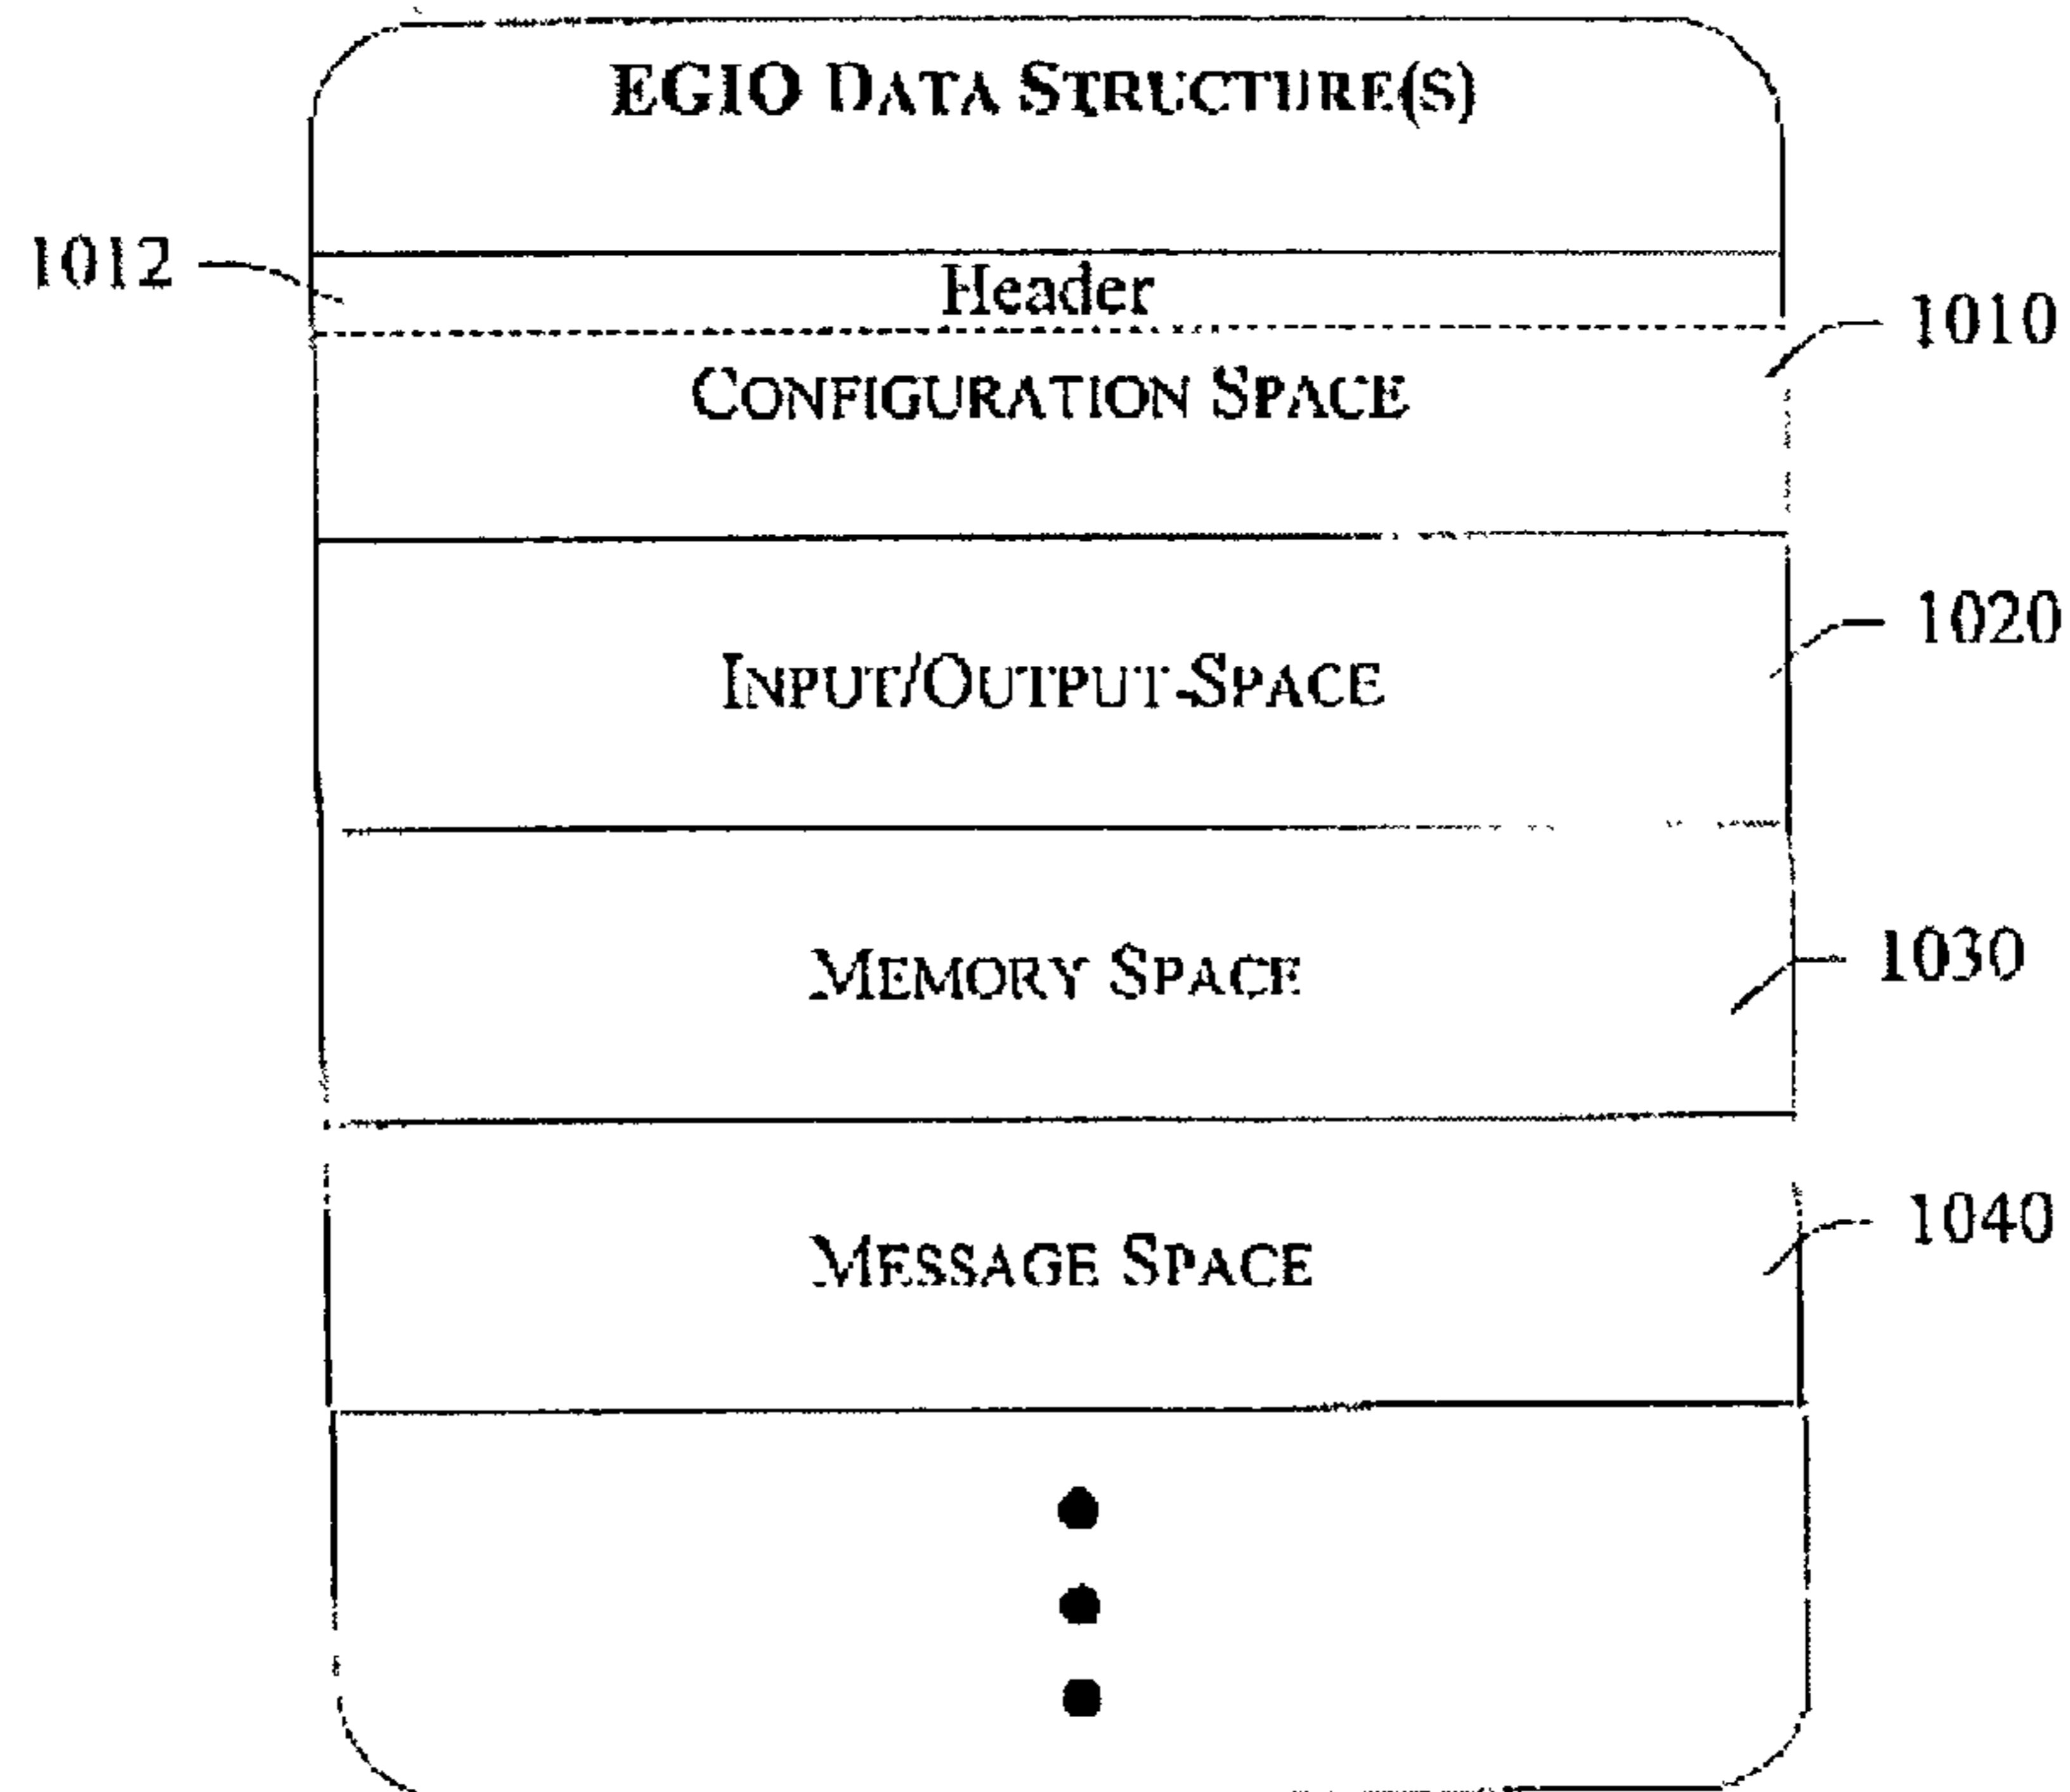 EGIO DATA STRUCTURE(S)
1012
Header
1010
CONFIGURATION SPACE
1020
INPUT/OUTPUT-SPACE
1030
MEMORY SPACE
1040
MESSAGE SPACE